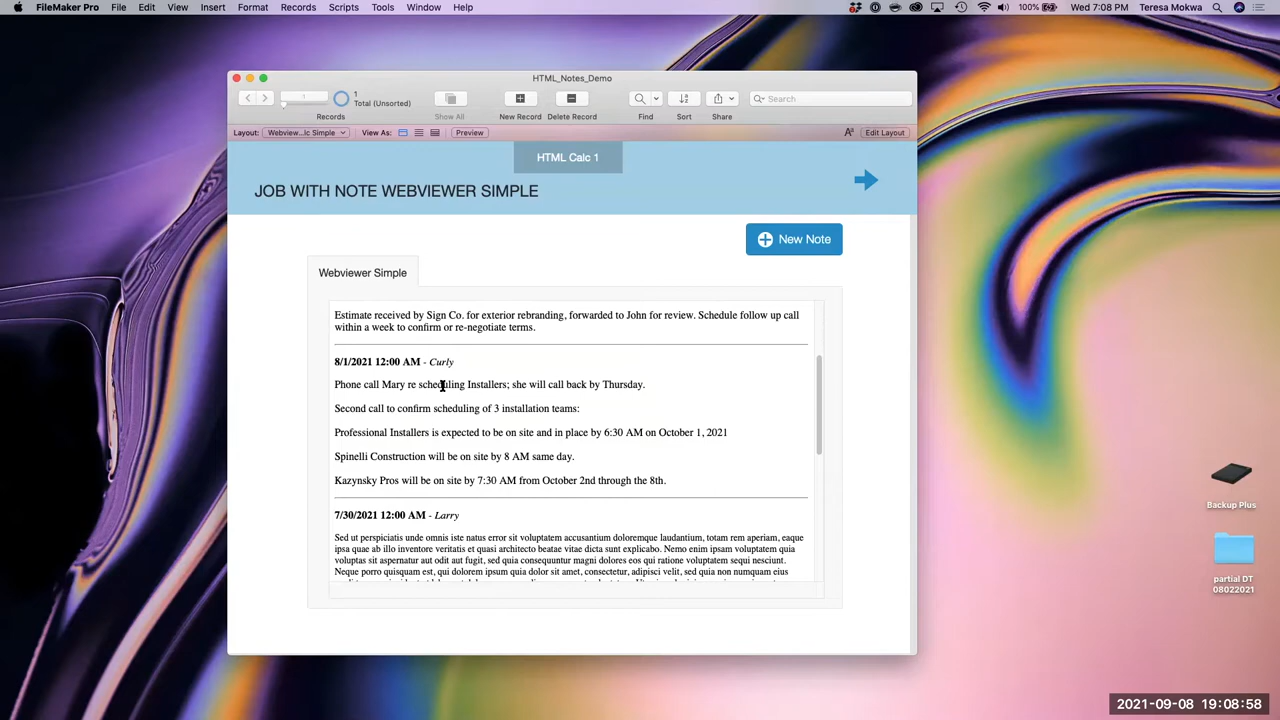 FileMaker Pro File Edit View Insert Format Records Scripts Tools Window Help 100% Wed 7:08 PM Teresa Mokwa
HTML_Notes_Demo
1 1 Total (Unsorted) Search
Records Show All New Record Delete Record Find Sort Share
Layout: Webview...lc Simple View As: Preview Aa Edit Layout
HTML Calc 1
JOB WITH NOTE WEBVIEWER SIMPLE
New Note
Webviewer Simple
Estimate received by Sign Co. for exterior rebranding, forwarded to John for review. Schedule follow up call
within a week to confirm or re-negotiate terms.
8/1/2021 12:00 AM - Curly
Phone call Mary re scheduling Installers; she will call back by Thursday.
Second call to confirm scheduling of 3 installation teams:
Professional Installers is expected to be on site and in place by 6:30 AM on October 1, 2021
Spinelli Construction will be on site by 8 AM same day.
Kazynsky Pros will be on site by 7:30 AM from October 2nd through the 8th.
7/30/2021 12:00 AM - Larry
Sed ut perspiciatis unde omnis iste natus error sit voluptatem accusantium doloremque laudantium, totam rem aperiam, eaque
ipsa quae ab illo inventore veritatis et quasi architecto beatae vitae dicta sunt explicabo. Nemo enim ipsam voluptatem quia
voluptas sit aspernatur aut odit aut fugit, sed quia consequuntur magni dolores eos qui ratione voluptatem sequi nesciunt.
Neque porro quisquam est, qui dolorem ipsum quia dolor sit amet, consectetur, adipisci velit, sed quia non numquam eius
Backup Plus
partial DT
08022021
2021-09-08 19:08:58